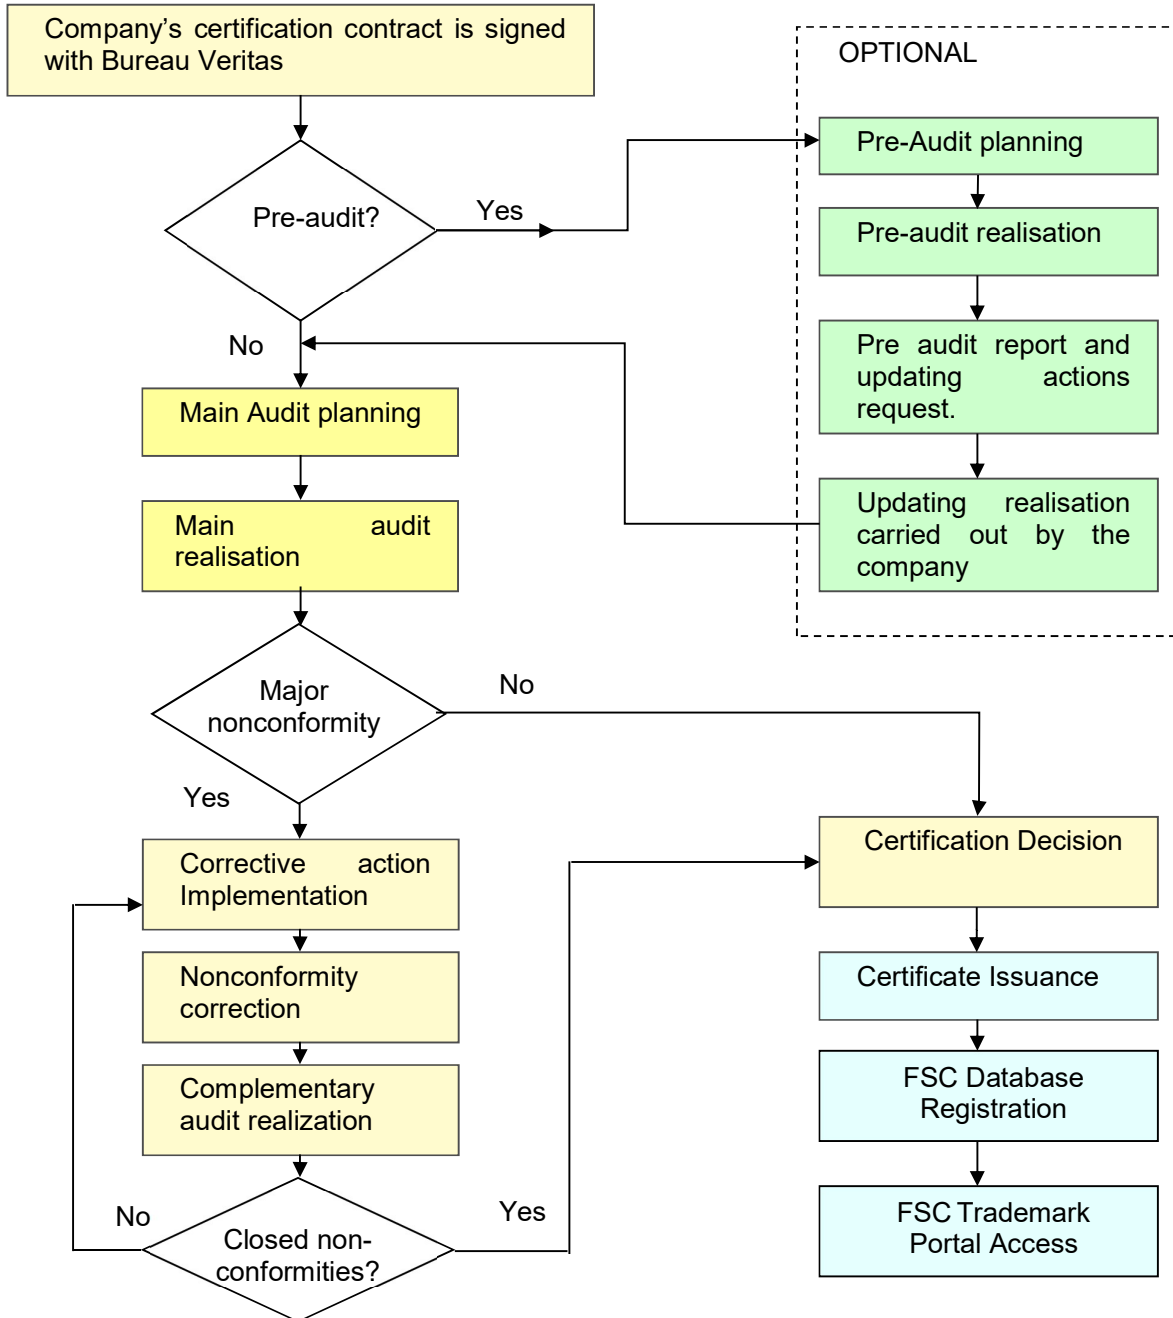 Company's certification contract is signed
with Bureau Veritas
OPTIONAL
Pre-Audit planning
Pre-audit?
Yes
Pre-audit realisation
No
Pre audit report and
updating actions
request.
Main Audit planning
Updating realisation
carried out by the
company
Main audit
realisation
Major
nonconformity
No
Yes
Certification Decision
Corrective action
Implementation
Nonconformity
correction
Certificate Issuance
Complementary
audit realization
FSC Database
Registration
No
Yes
Closed non-
conformities?
FSC Trademark
Portal Access